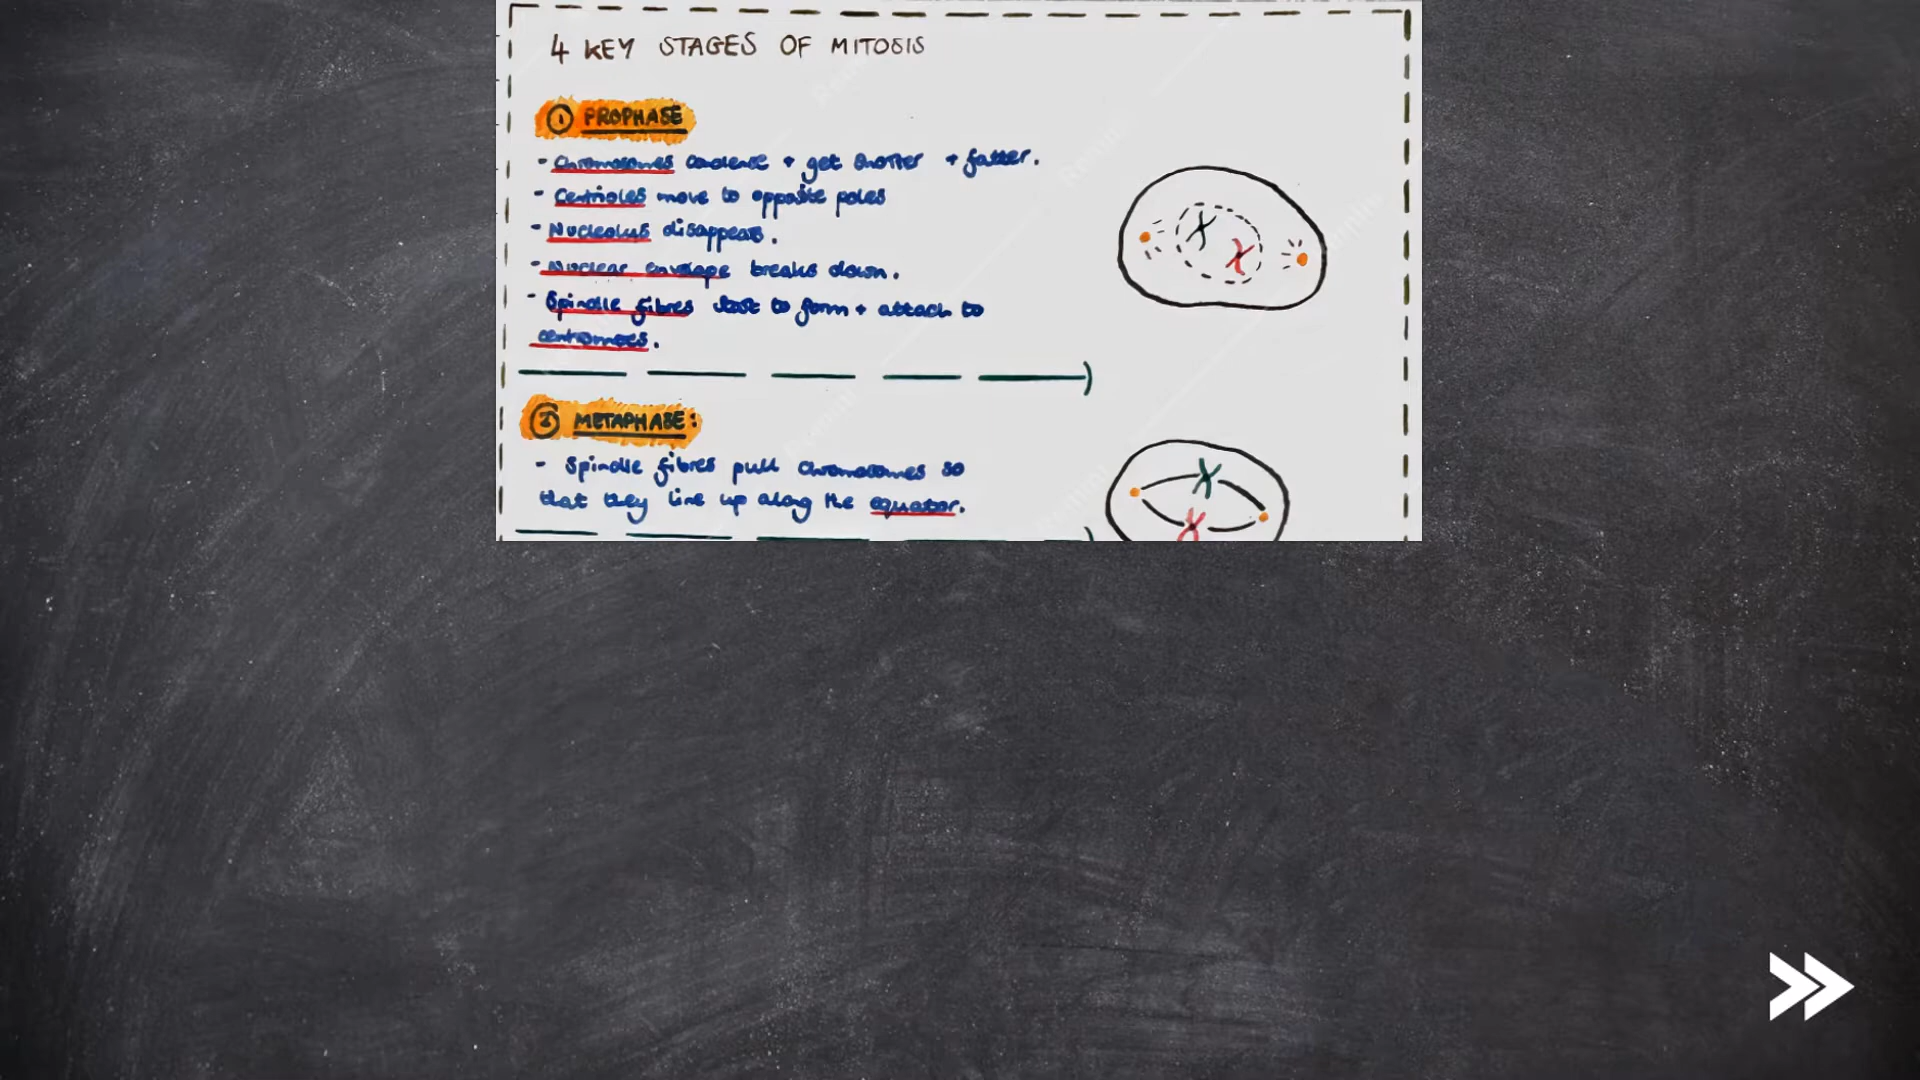 4 KEY STAGES OF MITOSIS
① PROPHASE
- Chromosomes condense + get shorter + fatter.
- Centrioles move to opposite poles
- Nucleolus disappears.
- Nuclear envelope breaks down.
- Spindle fibres start to form + attach to
centromeres.
② METAPHASE:
- Spindle fibres pull chromosomes so
that they line up along the equator.